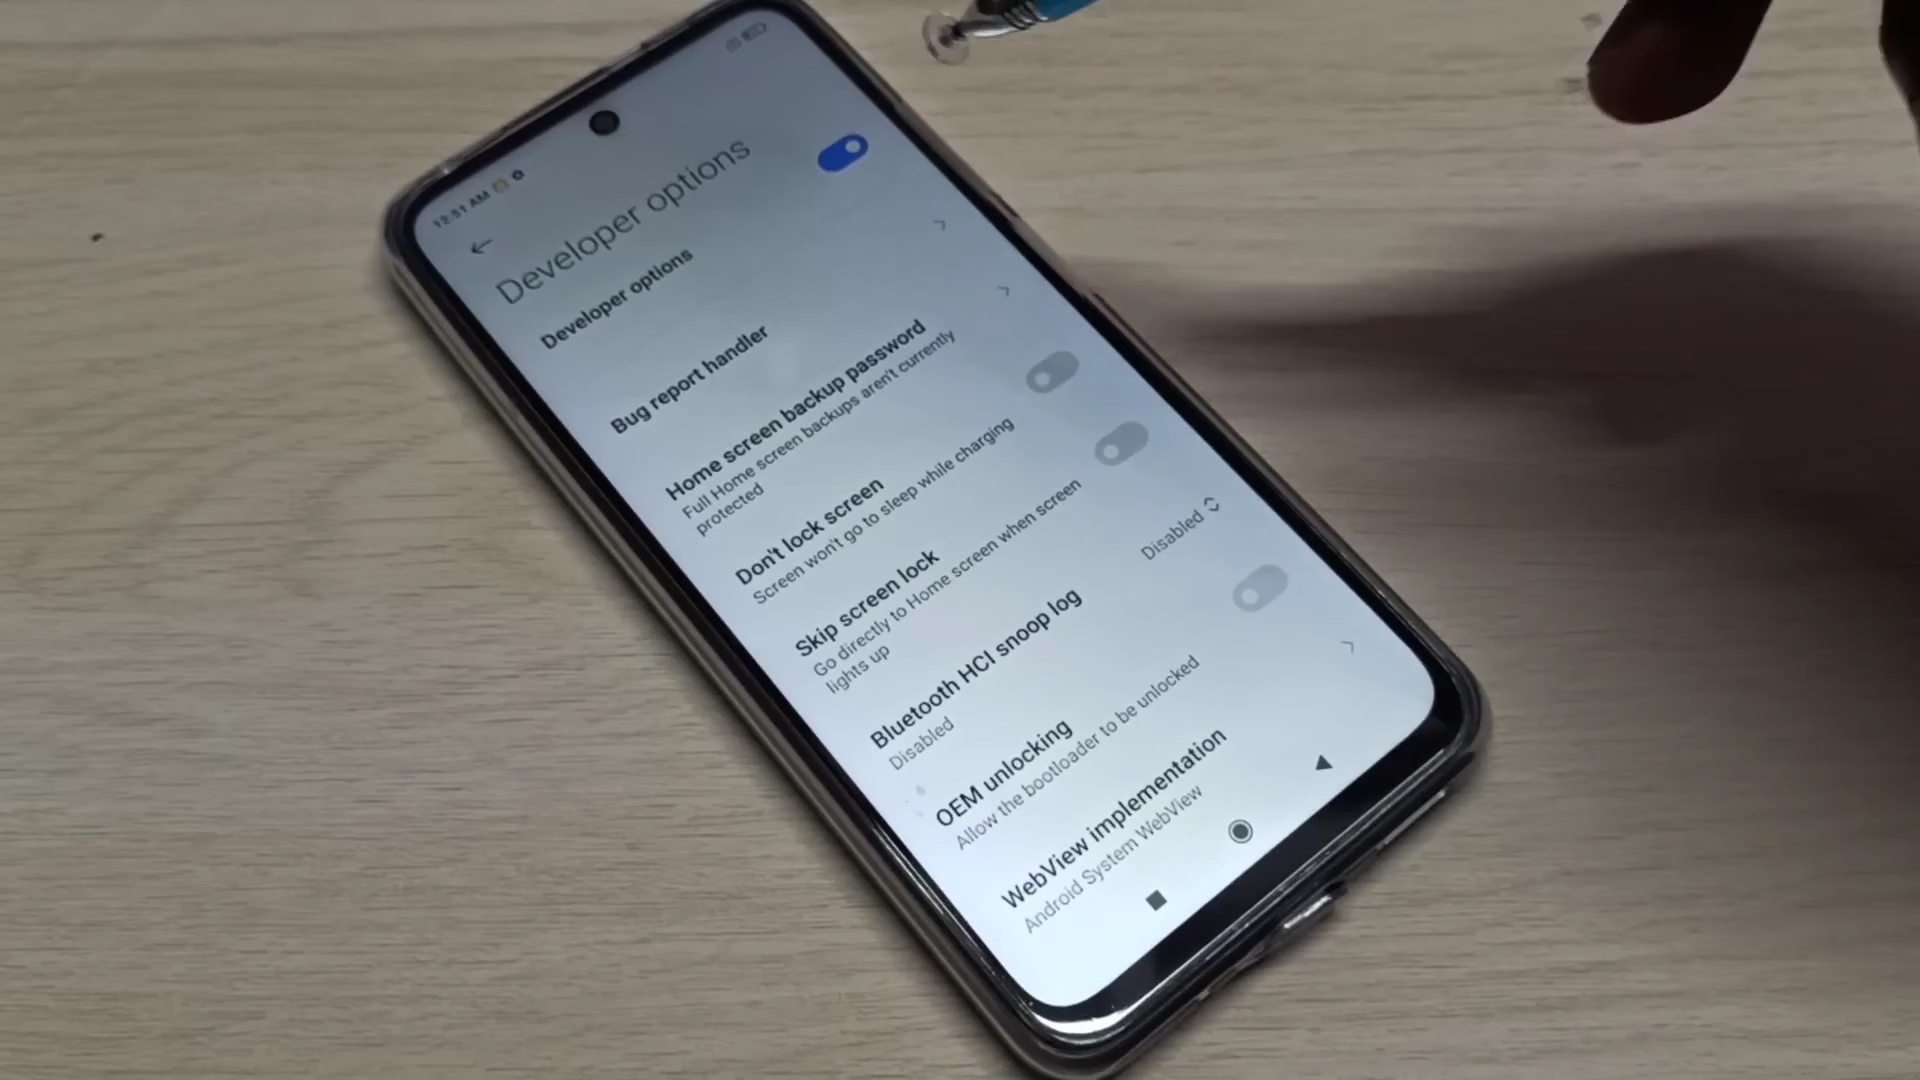 12:51 AM
Developer options
Developer options
Bug report handler
Home screen backup password
Full Home screen backups aren't currently
protected
Don't lock screen
Screen won't go to sleep while charging
Skip screen lock
Go directly to Home screen when screen
lights up
Bluetooth HCI snoop log
Disabled
Disabled
OEM unlocking
Allow the bootloader to be unlocked
WebView implementation
Android System WebView